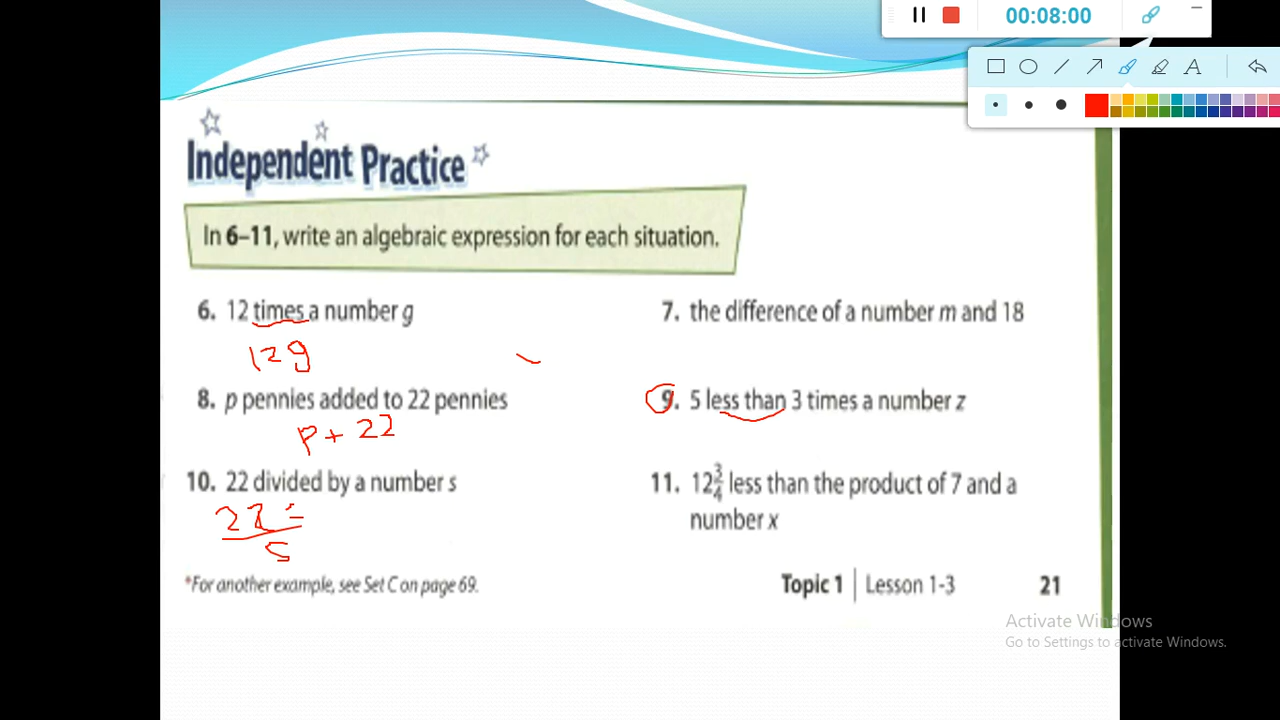 00:08:00
A
Independent Practice
In 6–11, write an algebraic expression for each situation.
6. 12 times a number g
7. the difference of a number m and 18
12g
8. p pennies added to 22 pennies
9. 5 less than 3 times a number z
p + 22
10. 22 divided by a number s
11. 12 3/4 less than the product of 7 and a
number x
22
s
*For another example, see Set C on page 69.
Topic 1 | Lesson 1-3 21
Activate Windows
Go to Settings to activate Windows.